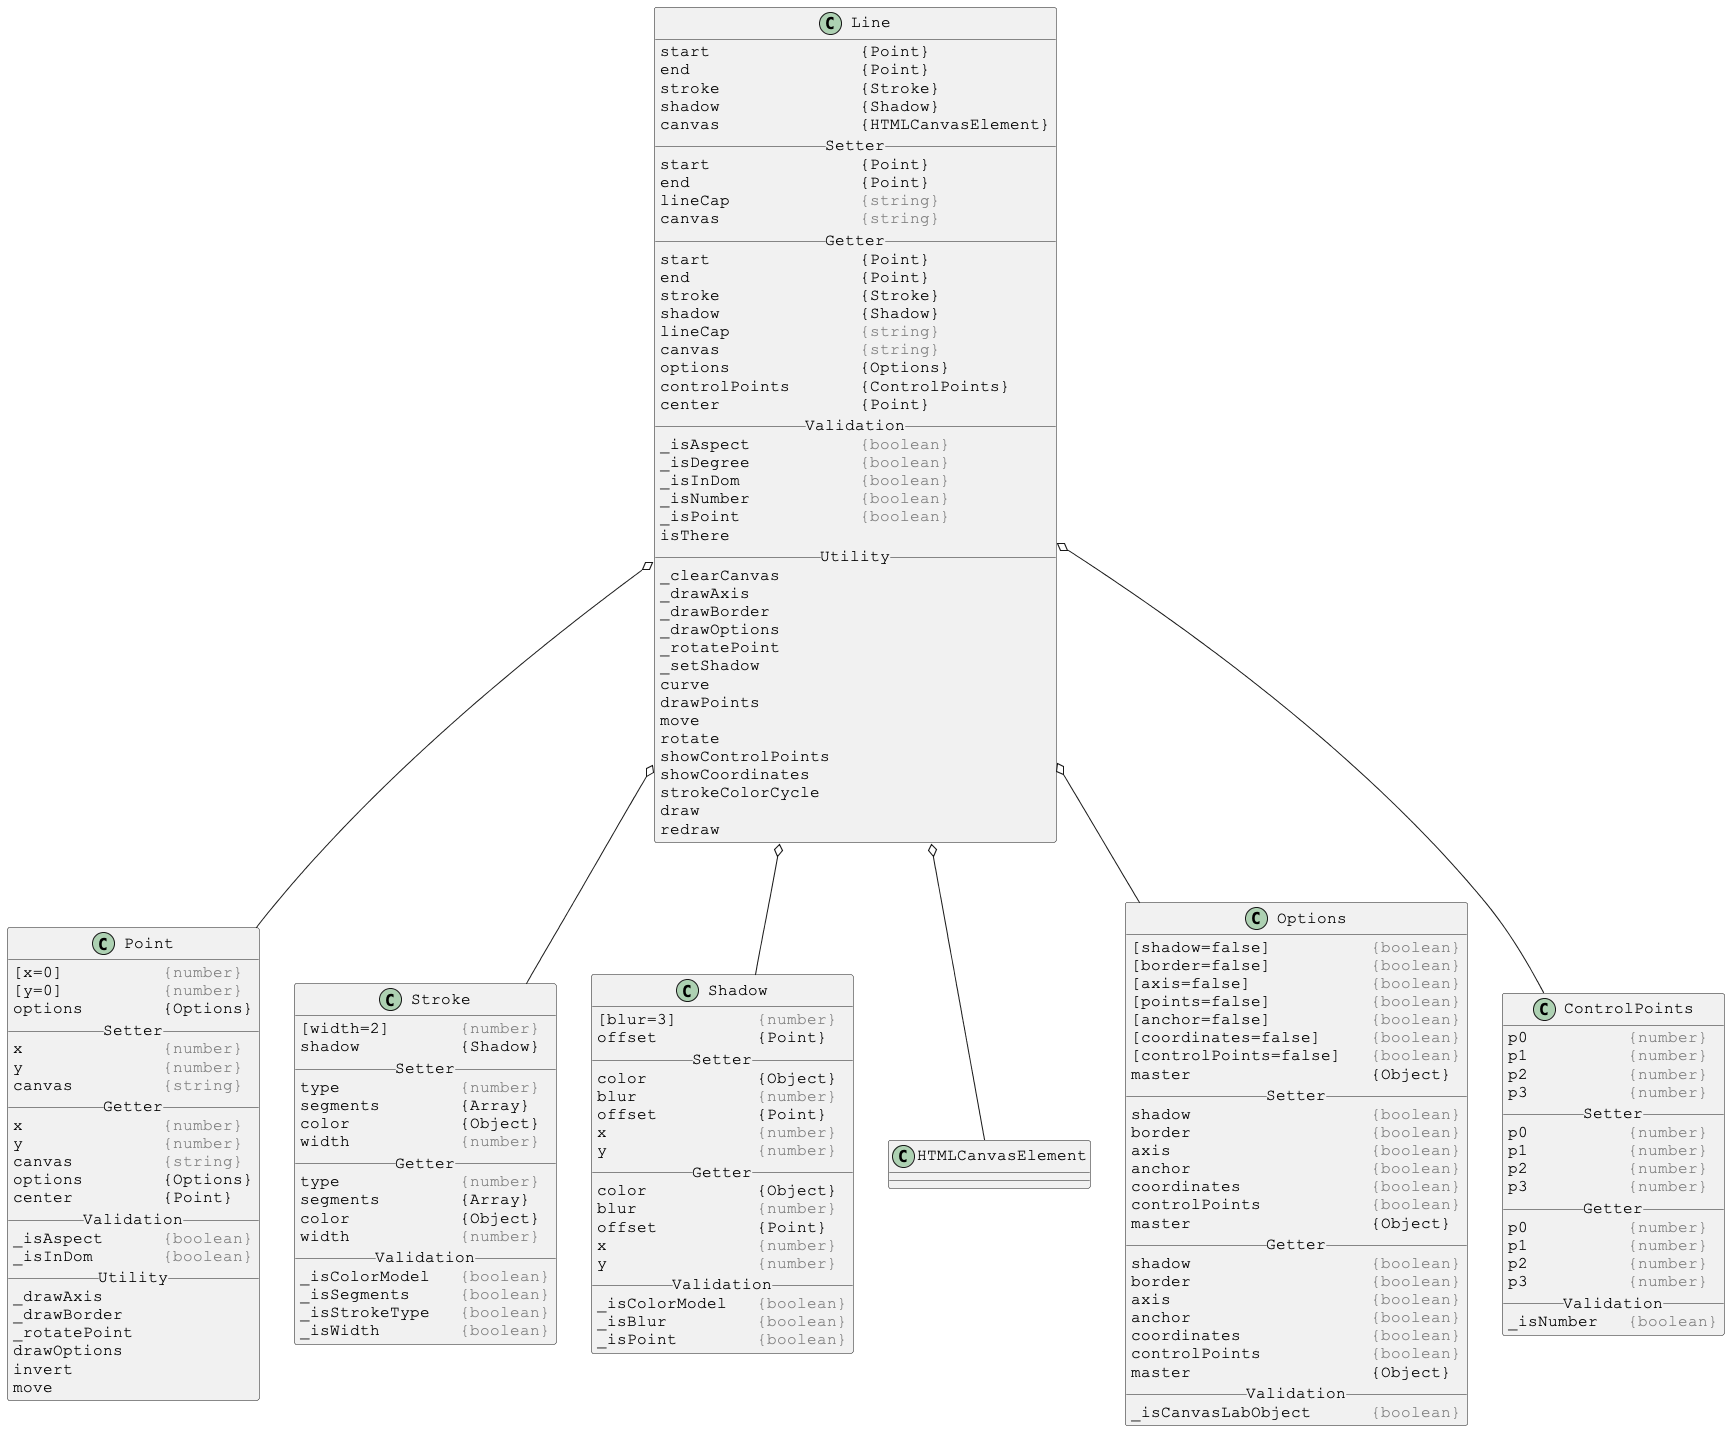 C Line
start {Point}
end {Point}
stroke {Stroke}
shadow {Shadow}
canvas {HTMLCanvasElement}
Setter
start {Point}
end {Point}
lineCap {string}
canvas {string}
Getter
start {Point}
end {Point}
stroke {Stroke}
shadow {Shadow}
lineCap {string}
canvas {string}
options {Options}
controlPoints {ControlPoints}
center {Point}
Validation
_isAspect {boolean}
_isDegree {boolean}
_isInDom {boolean}
_isNumber {boolean}
_isPoint {boolean}
isThere
Utility
_clearCanvas
_drawAxis
_drawBorder
_drawOptions
_rotatePoint
_setShadow
curve
drawPoints
move
rotate
showControlPoints
showCoordinates
strokeColorCycle
draw
redraw
C Point
[x=0] {number}
[y=0] {number}
options {Options}
Setter
x {number}
y {number}
canvas {string}
Getter
x {number}
y {number}
canvas {string}
options {Options}
center {Point}
Validation
_isAspect {boolean}
_isInDom {boolean}
Utility
_drawAxis
_drawBorder
_rotatePoint
drawOptions
invert
move
C Stroke
[width=2] {number}
shadow {Shadow}
Setter
type {number}
segments {Array}
color {Object}
width {number}
Getter
type {number}
segments {Array}
color {Object}
width {number}
Validation
_isColorModel {boolean}
_isSegments {boolean}
_isStrokeType {boolean}
_isWidth {boolean}
C Shadow
[blur=3] {number}
offset {Point}
Setter
color {Object}
blur {number}
offset {Point}
x {number}
y {number}
Getter
color {Object}
blur {number}
offset {Point}
x {number}
y {number}
Validation
_isColorModel {boolean}
_isBlur {boolean}
_isPoint {boolean}
C HTMLCanvasElement
C Options
[shadow=false] {boolean}
[border=false] {boolean}
[axis=false] {boolean}
[points=false] {boolean}
[anchor=false] {boolean}
[coordinates=false] {boolean}
[controlPoints=false] {boolean}
master {Object}
Setter
shadow {boolean}
border {boolean}
axis {boolean}
anchor {boolean}
coordinates {boolean}
controlPoints {boolean}
master {Object}
Getter
shadow {boolean}
border {boolean}
axis {boolean}
anchor {boolean}
coordinates {boolean}
controlPoints {boolean}
master {Object}
Validation
_isCanvasLabObject {boolean}
C ControlPoints
p0 {number}
p1 {number}
p2 {number}
p3 {number}
Setter
p0 {number}
p1 {number}
p2 {number}
p3 {number}
Getter
p0 {number}
p1 {number}
p2 {number}
p3 {number}
Validation
_isNumber {boolean}